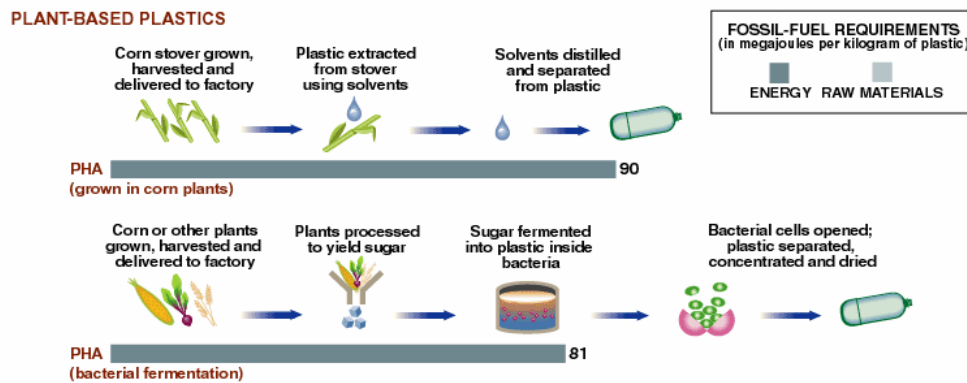 PLANT-BASED PLASTICS
FOSSIL-FUEL REQUIREMENTS
(in megajoules per kilogram of plastic)
ENERGY RAW MATERIALS
Corn stover grown,
harvested and
delivered to factory
Plastic extracted
from stover
using solvents
Solvents distilled
and separated
from plastic
PHA
(grown in corn plants)
90
Corn or other plants
grown, harvested and
delivered to factory
Plants processed
to yield sugar
Sugar fermented
into plastic inside
bacteria
Bacterial cells opened;
plastic separated,
concentrated and dried
PHA
(bacterial fermentation)
81